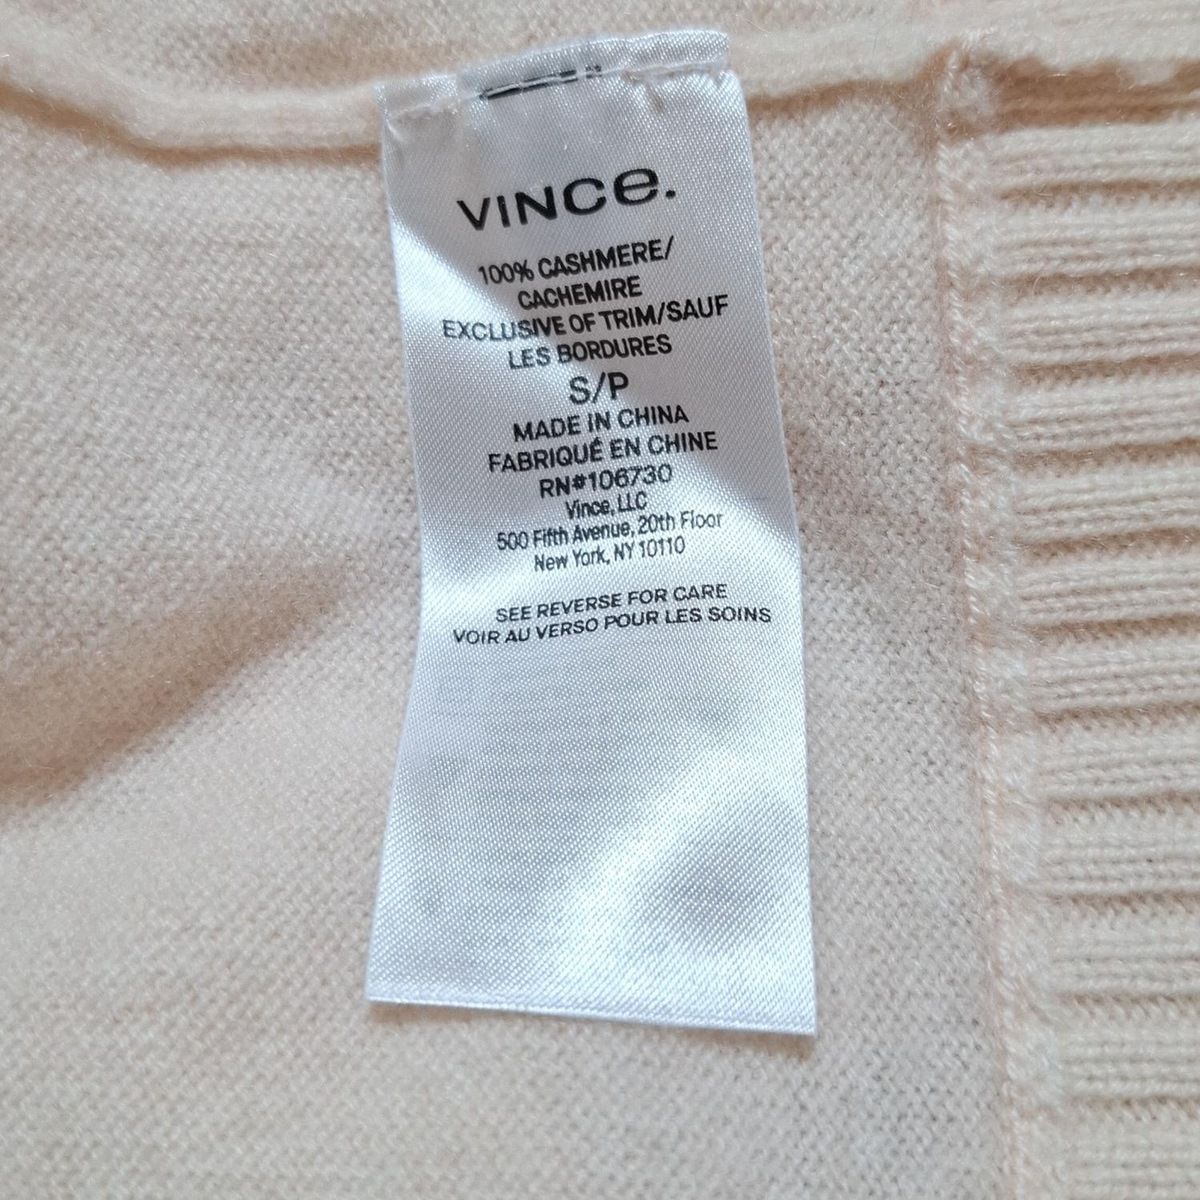 VINCe.
100% CASHMERE/
CACHEMIRE
EXCLUSIVE OF TRIM/SAUF
LES BORDURES
S/P
MADE IN CHINA
FABRIQUÉ EN CHINE
RN#106730
Vince, LLC
500 Fifth Avenue, 20th Floor
New York, NY 10110
SEE REVERSE FOR CARE
VOIR AU VERSO POUR LES SOINS